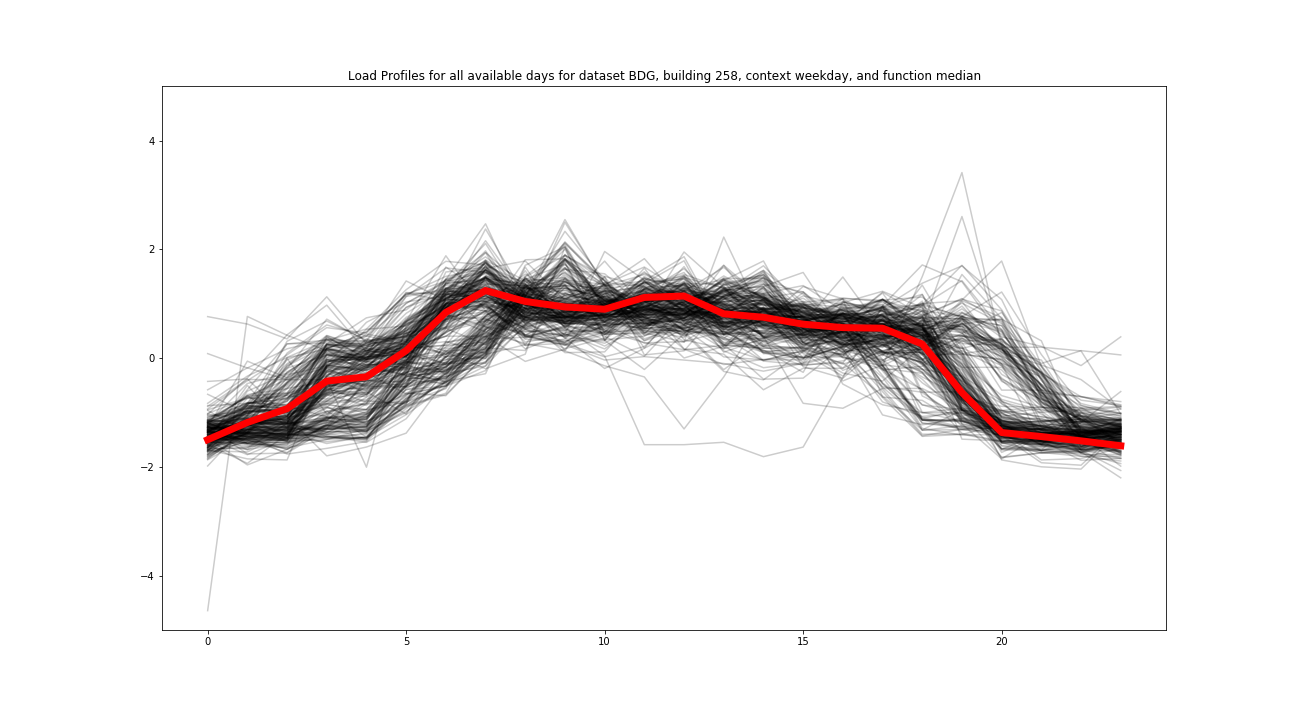 Load Profiles for all available days for dataset BDG, building 258, context weekday, and function median
4
2
0
−2
−4
0 5 10 15 20